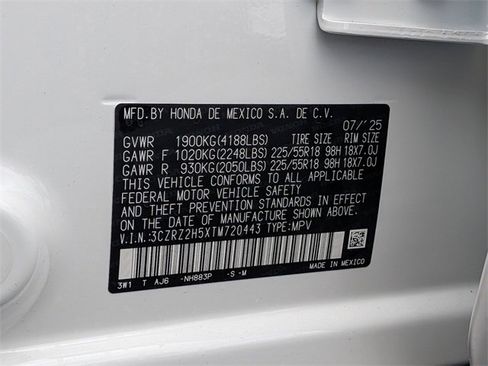 MFD.BY HONDA DE MEXICO S.A. DE C.V.
07/'25
GVWR 1900KG(4188LBS) TIRE SIZE RIM SIZE
GAWR F 1020KG(2248LBS) 225/55R18 98H 18X7.0J
GAWR R 930KG(2050LBS) 225/55R18 98H 18X7.0J
THIS VEHICLE CONFORMS TO ALL APPLICABLE
FEDERAL MOTOR VEHICLE SAFETY
AND THEFT PREVENTION STANDARDS IN EFFECT
ON THE DATE OF MANUFACTURE SHOWN ABOVE.
V.I.N.:3CZRZ2H5XTM720443 TYPE:MPV
3W1 T AJ6 -NH883P -S -M
MADE IN MEXICO